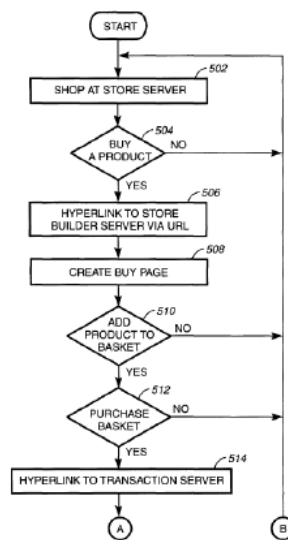 START
502
SHOP AT STORE SERVER
504
BUY
A PRODUCT
NO
YES
506
HYPERLINK TO STORE
BUILDER SERVER VIA URL
508
CREATE BUY PAGE
510
ADD
PRODUCT TO
BASKET
NO
YES
512
PURCHASE
BASKET
NO
YES
514
HYPERLINK TO TRANSACTION SERVER
A
B